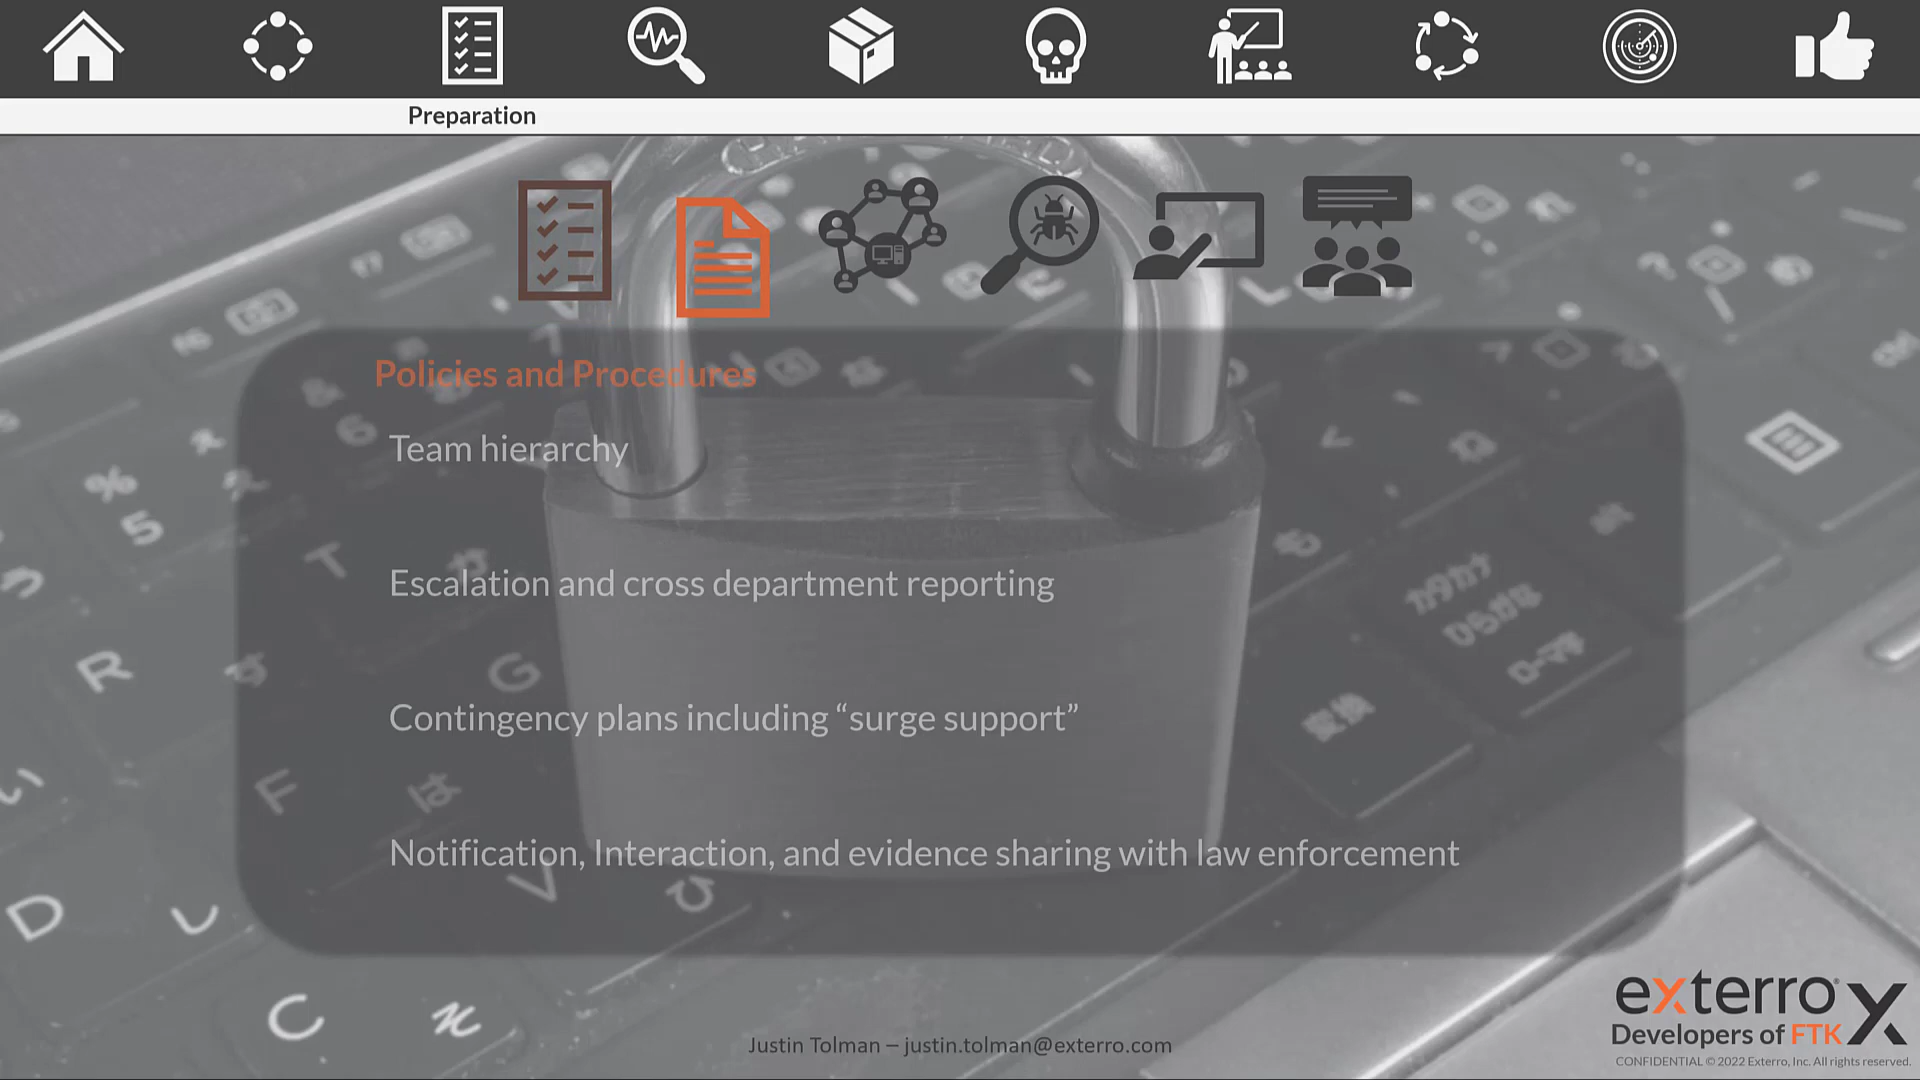 Preparation
Policies and Procedures
Team hierarchy
Escalation and cross department reporting
Contingency plans including “surge support”
Notification, Interaction, and evidence sharing with law enforcement
Justin Tolman – justin.tolman@exterro.com
exterro®
Developers of FTK
CONFIDENTIAL © 2022 Exterro, Inc. All rights reserved.